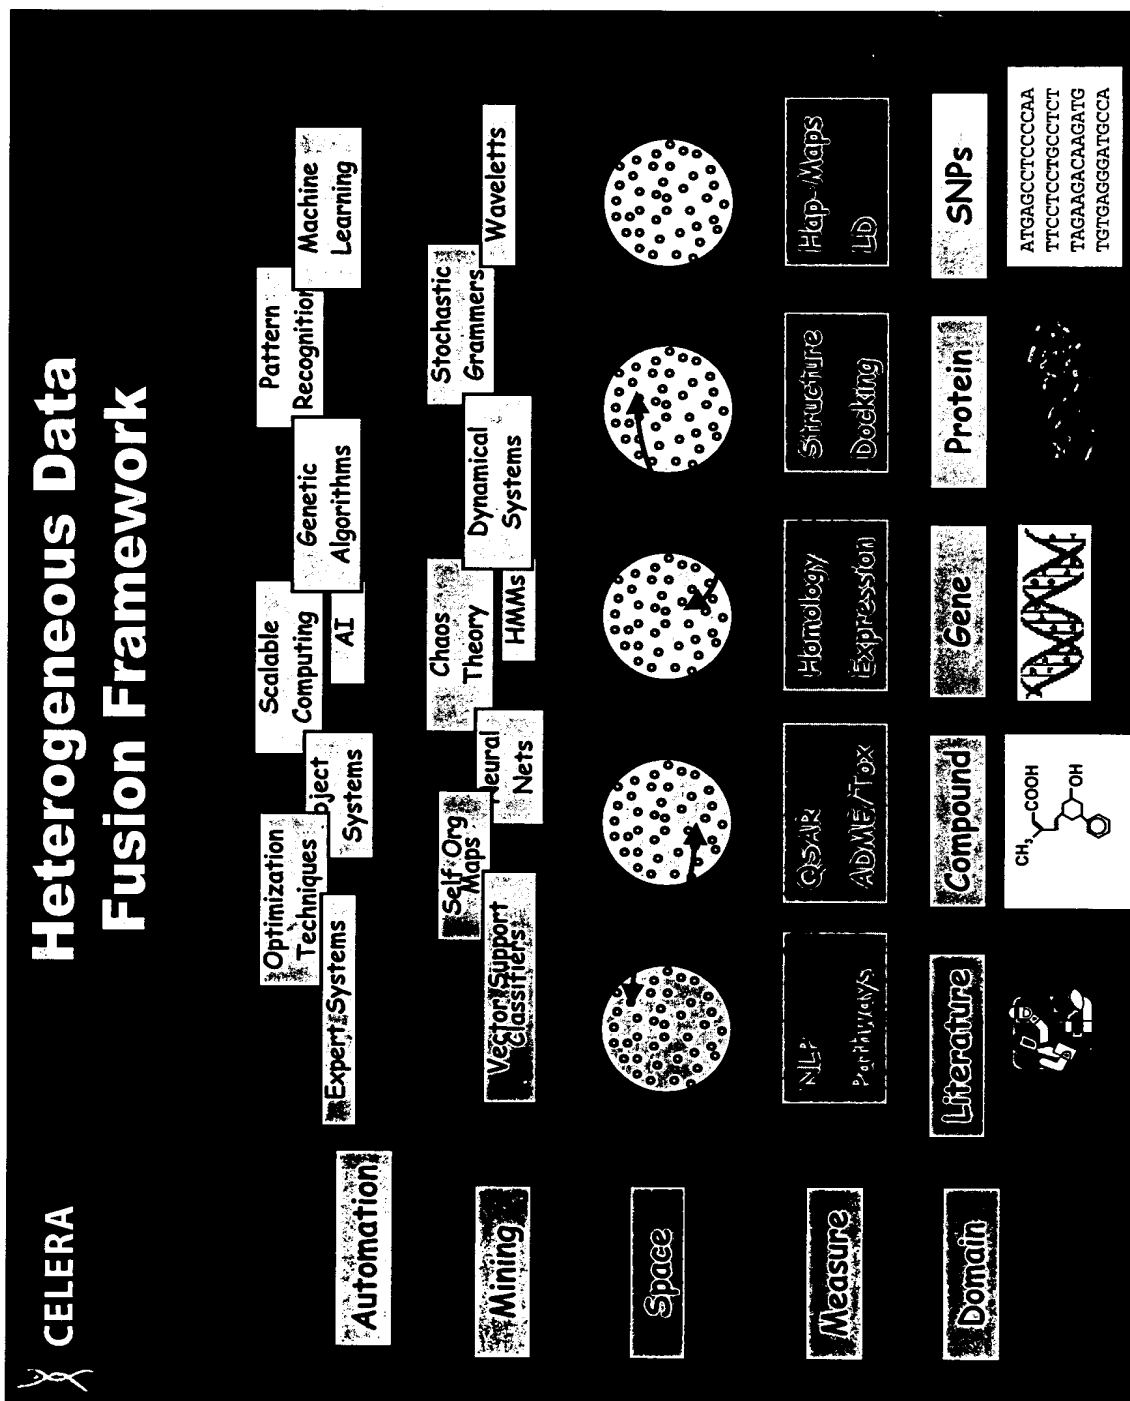 CELERA
Heterogeneous Data
Fusion Framework
Automation
Expert Systems
Optimization
Techniques
bject
Systems
Scalable
Computing
AI
Genetic
Algorithms
Pattern
Recognition
Machine
Learning
Mining
Vector Support
Classifiers
Self Org
Maps
Neural
Nets
Chaos
Theory
HMMs
Dynamical
Systems
Stochastic
Grammers
Waveletts
Space
Measure
NLP
Pathways
QSAR
ADME/Tox
Homology
Expression
Structure
Docking
Hap-Maps
LD
Domain
Literature
Compound
Gene
Protein
SNPs
CH3
COOH
OH
ATGAGCCTCCCCAA
TTCCTCCTGCCTCT
TAGAAGACAAGATG
TGTGAGGGATGCCA